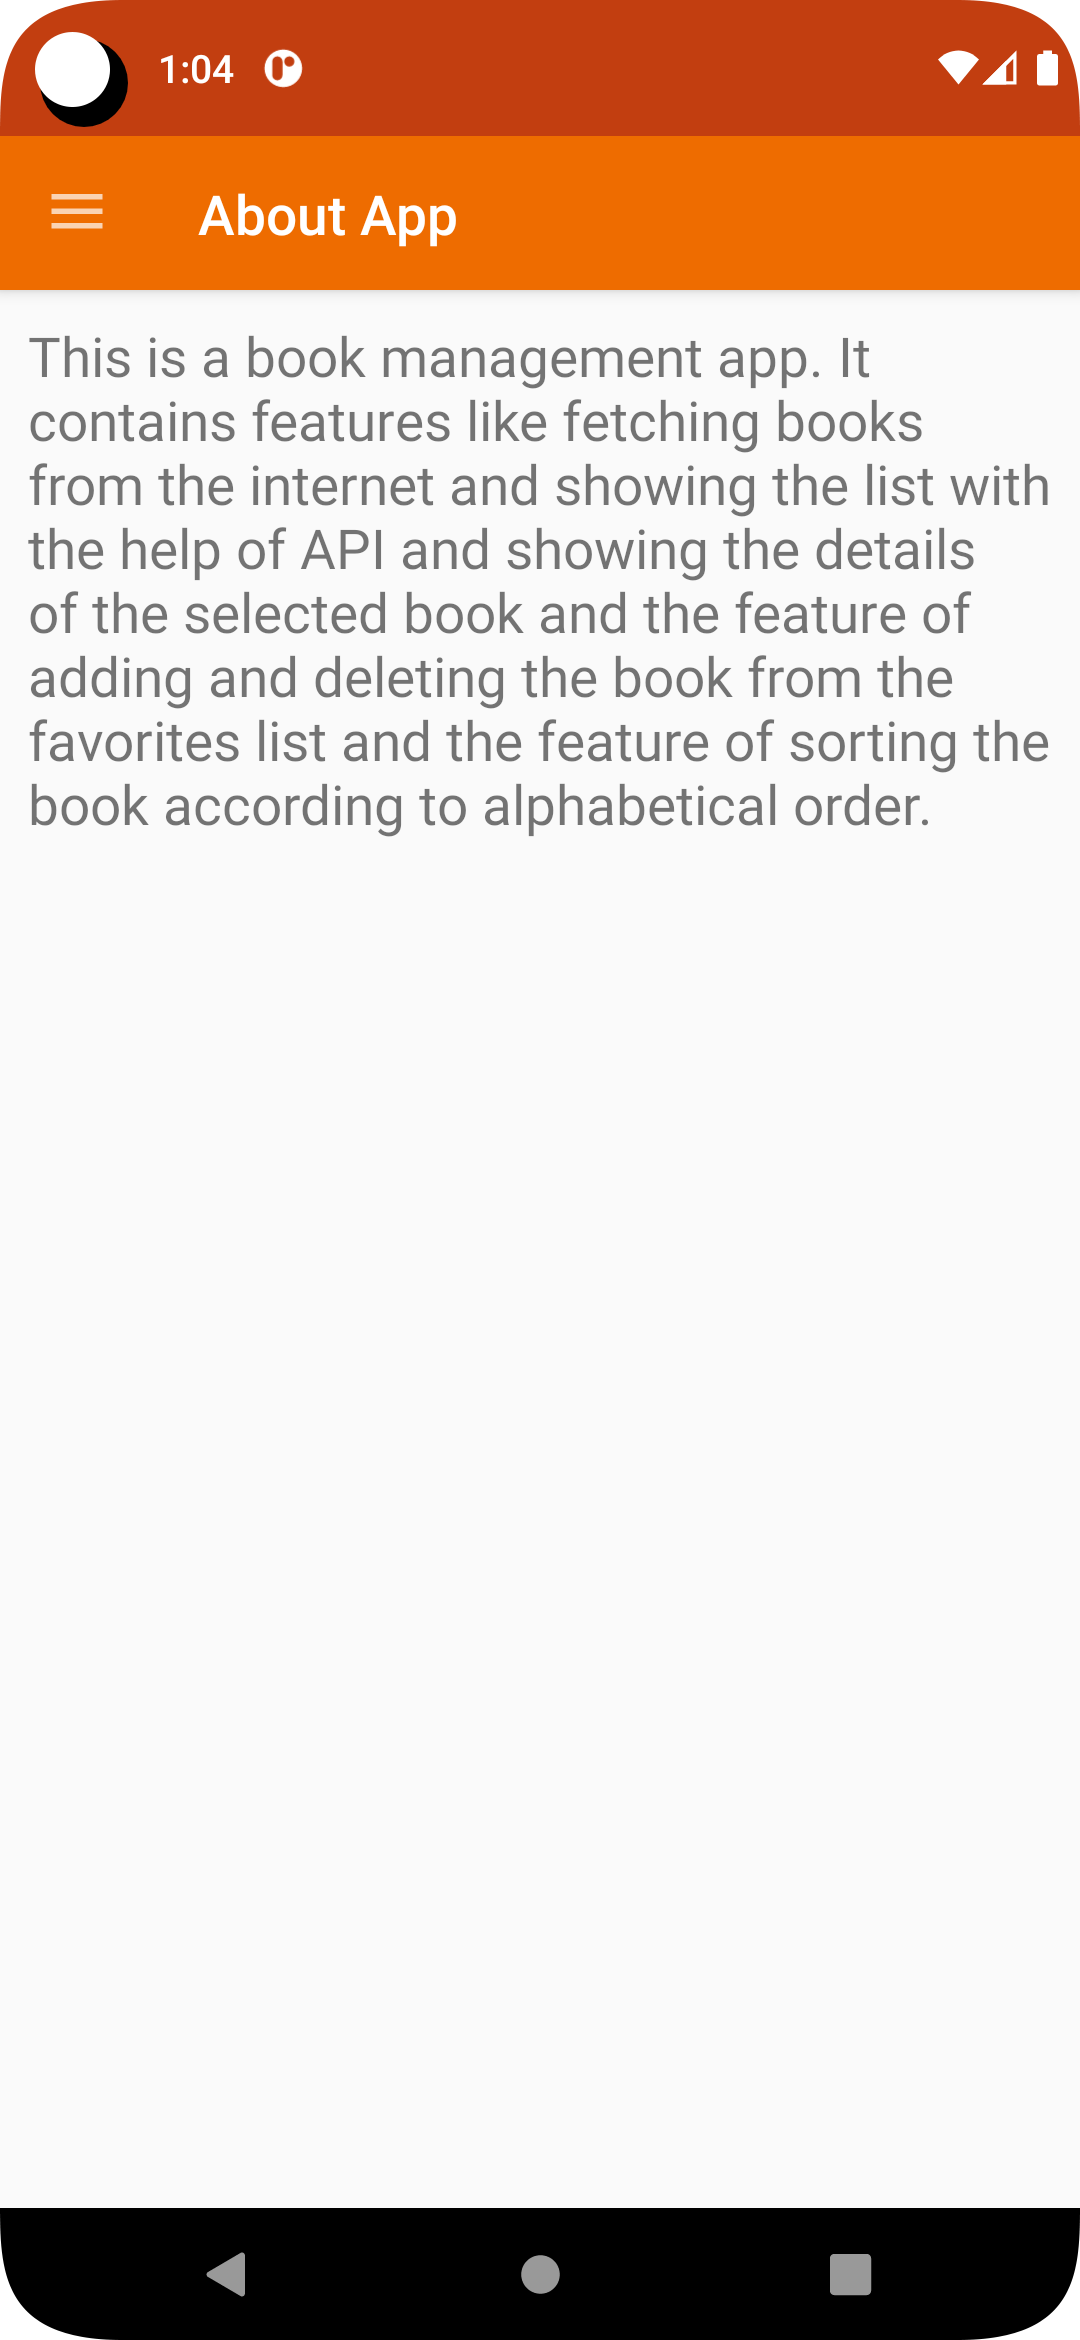 1:04
About App
This is a book management app. It
contains features like fetching books
from the internet and showing the list with
the help of API and showing the details
of the selected book and the feature of
adding and deleting the book from the
favorites list and the feature of sorting the
book according to alphabetical order.